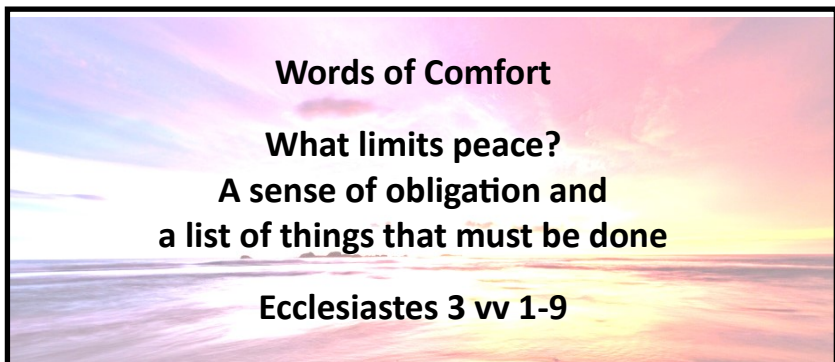 Words of Comfort
What limits peace?
A sense of obligation and
a list of things that must be done
Ecclesiastes 3 vv 1-9